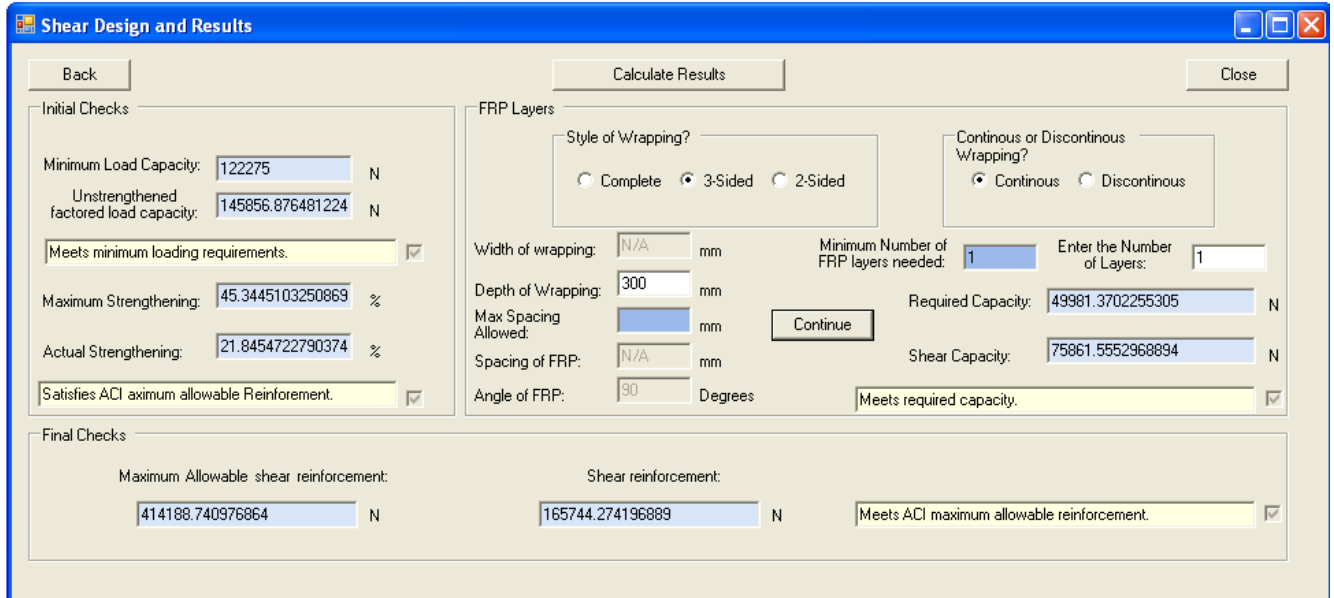 Shear Design and Results
Back
Calculate Results
Close
Initial Checks
Minimum Load Capacity:
122275
N
Unstrengthened
factored load capacity:
145856.876481224
N
Meets minimum loading requirements.
Maximum Strengthening:
45.3445103250869
%
Actual Strengthening:
21.8454722790374
%
Satisfies ACI aximum allowable Reinforement.
FRP Layers
Style of Wrapping?
Complete
3-Sided
2-Sided
Continous or Discontinous
Wrapping?
Continous
Discontinous
Width of wrapping:
N/A
mm
Depth of Wrapping:
300
mm
Max Spacing
Allowed:
mm
Spacing of FRP:
N/A
mm
Angle of FRP:
90
Degrees
Continue
Minimum Number of
FRP layers needed:
1
Enter the Number
of Layers:
1
Required Capacity:
49981.3702255305
N
Shear Capacity:
75861.5552968894
N
Meets required capacity.
Final Checks
Maximum Allowable shear reinforcement:
414188.740976864
N
Shear reinforcement:
165744.274196889
N
Meets ACI maximum allowable reinforcement.